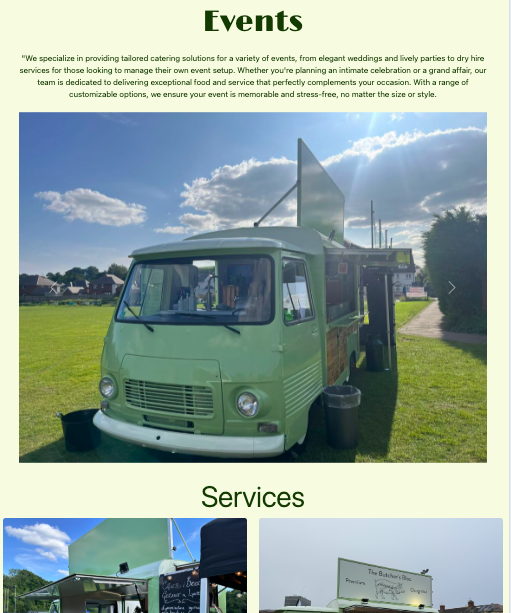 Events
"We specialize in providing tailored catering solutions for a variety of events, from elegant weddings and lively parties to dry hire
services for those looking to manage their own event setup. Whether you're planning an intimate celebration or a grand affair, our
team is dedicated to delivering exceptional food and service that perfectly complements your occasion. With a range of
customizable options, we ensure your event is memorable and stress-free, no matter the size or style.
Services
The Butcher's Bloc